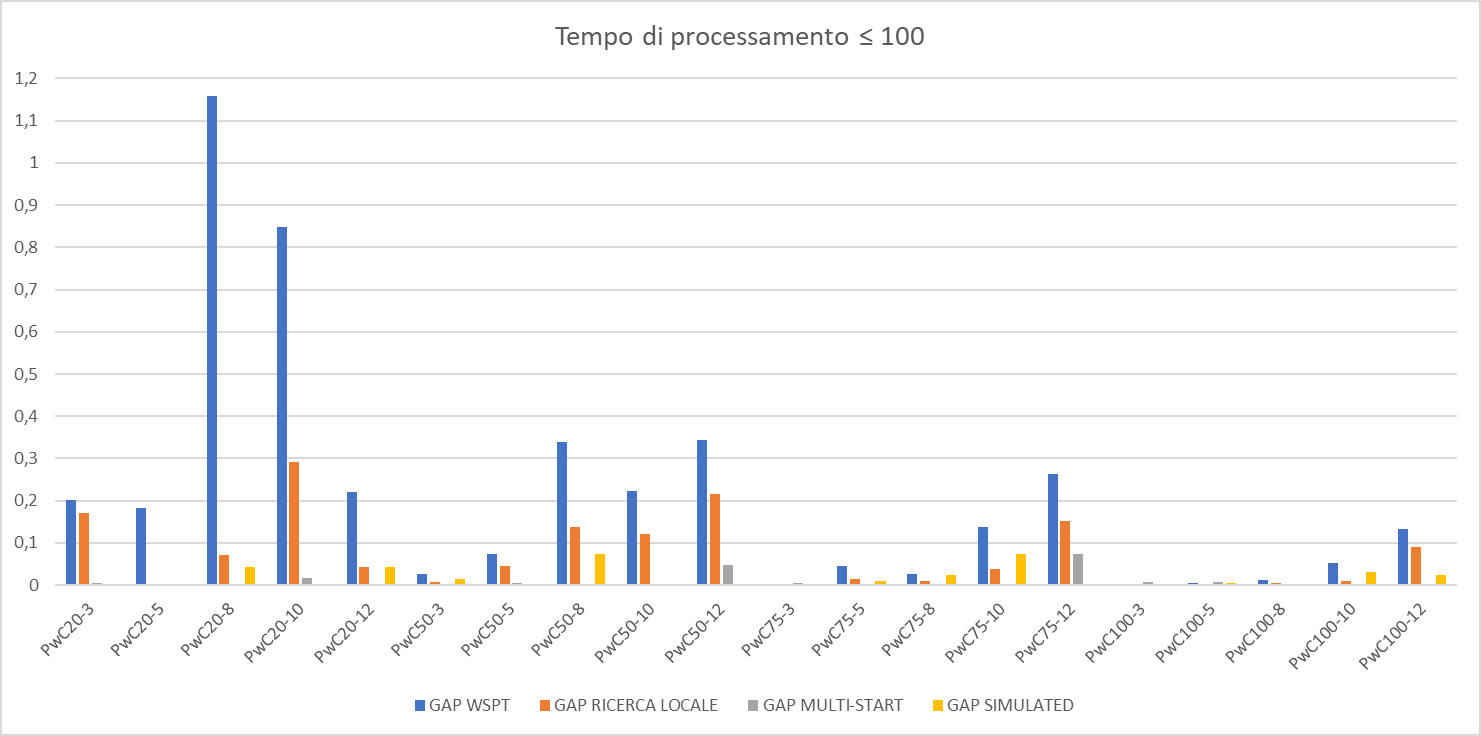 Tempo di processamento ≤ 100
1,2
1,1
1
0,9
0,8
0,7
0,6
0,5
0,4
0,3
0,2
0,1
0
PwC20-3
PwC20-5
PwC20-8
PwC20-10
PwC20-12
PwC50-3
PwC50-5
PwC50-8
PwC50-10
PwC50-12
PwC75-3
PwC75-5
PwC75-8
PwC75-10
PwC75-12
PwC100-3
PwC100-5
PwC100-8
PwC100-10
PwC100-12
GAP WSPT GAP RICERCA LOCALE GAP MULTI-START GAP SIMULATED